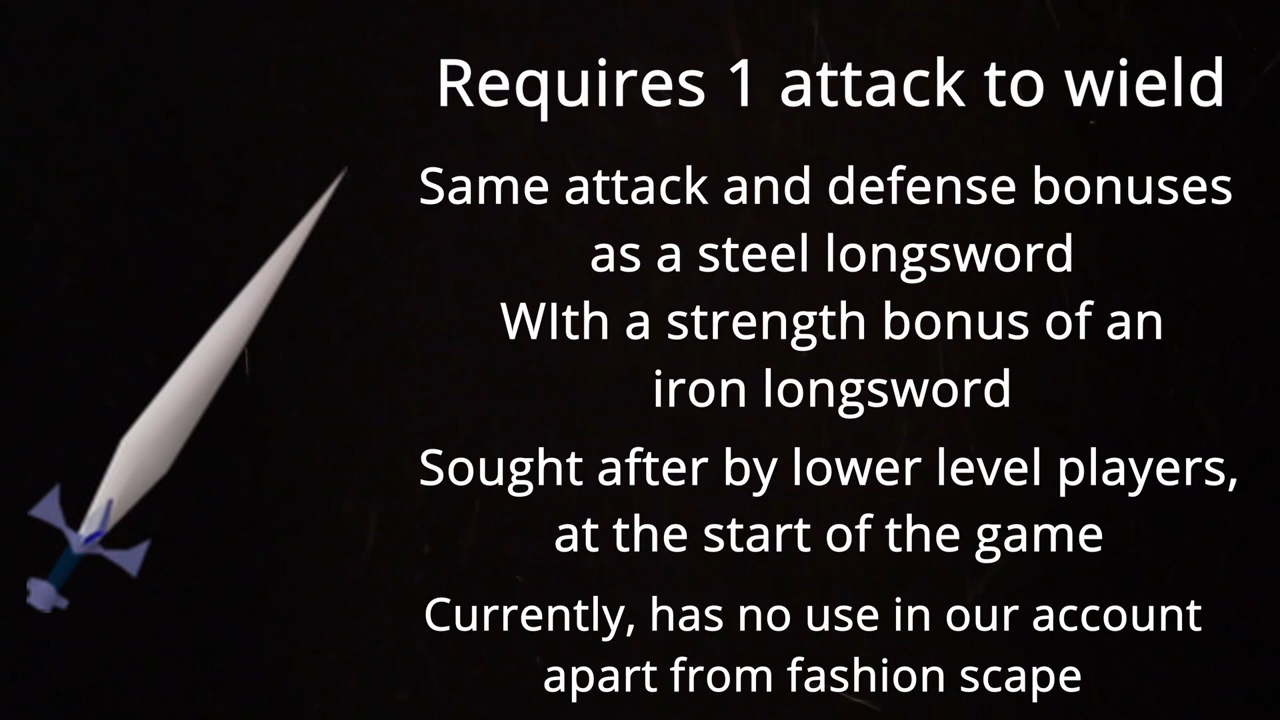 Requires 1 attack to wield
Same attack and defense bonuses
as a steel longsword
WIth a strength bonus of an
iron longsword
Sought after by lower level players,
at the start of the game
Currently, has no use in our account
apart from fashion scape